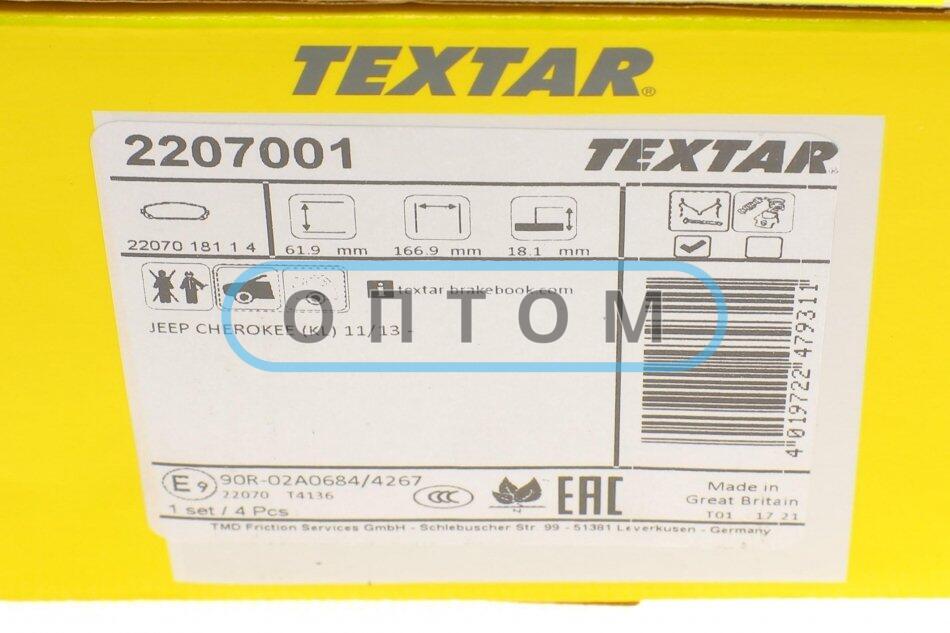 TEXTAR®
2207001
TEXTAR
22070 181 1 4
61.9 mm
166.9 mm
18.1 mm
i textar.brakebook.com
ОПТОМ
JEEP CHEROKEE (KL) 11/13 -
4 019722 479311
E9 90R-02A0684/4267
22070 T4136
1 set / 4 Pcs
CCC
EAC
Made in
Great Britain
T01 17 21
TMD Friction Services GmbH - Schlebuscher Str. 99 - 51381 Leverkusen - Germany